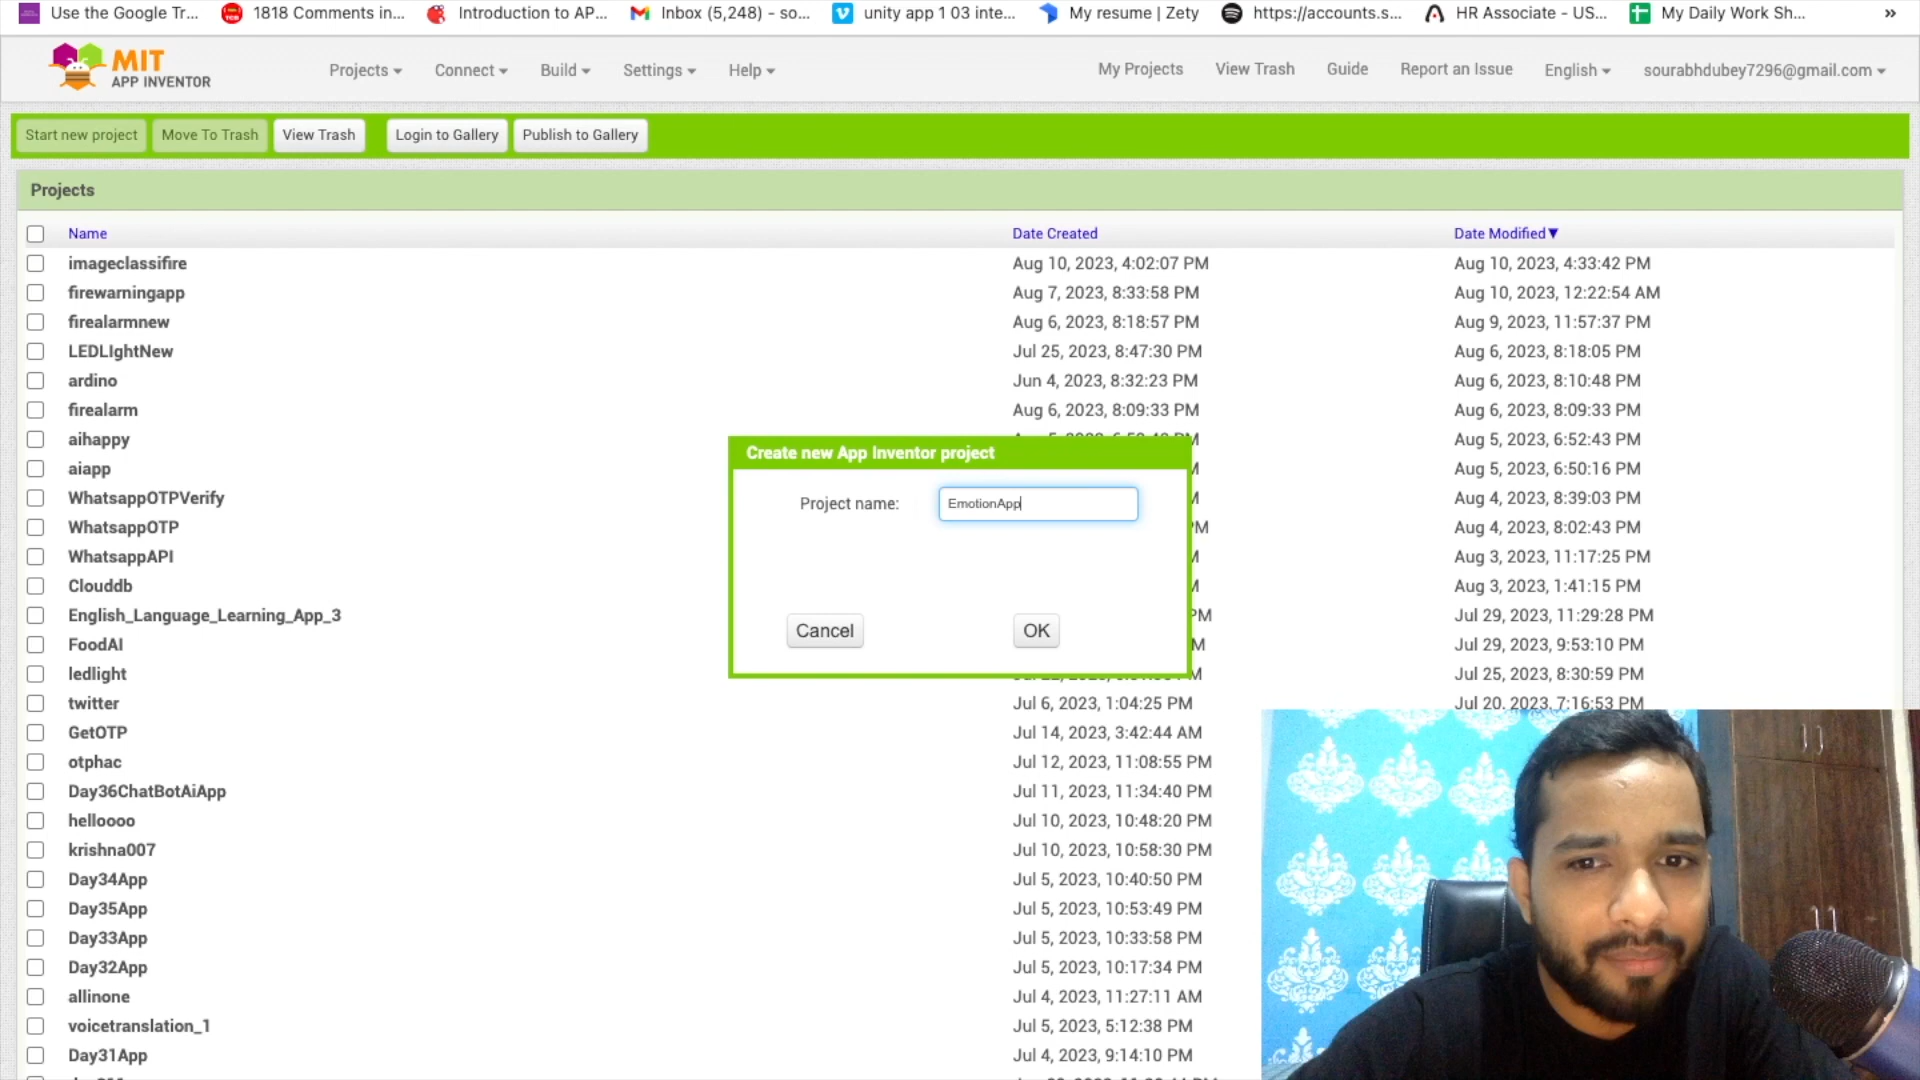 Use the Google Tr...
1818 Comments in...
Introduction to AP...
Inbox (5,248) - so...
unity app 1 03 inte...
My resume | Zety
https://accounts.s...
HR Associate - US...
My Daily Work Sh...
»
MIT
APP INVENTOR
Projects
Connect
Build
Settings
Help
My Projects
View Trash
Guide
Report an Issue
English
sourabhdubey7296@gmail.com
Start new project
Move To Trash
View Trash
Login to Gallery
Publish to Gallery
Projects
Name Date Created Date Modified▼
imageclassifire Aug 10, 2023, 4:02:07 PM Aug 10, 2023, 4:33:42 PM
firewarningapp Aug 7, 2023, 8:33:58 PM Aug 10, 2023, 12:22:54 AM
firealarmnew Aug 6, 2023, 8:18:57 PM Aug 9, 2023, 11:57:37 PM
LEDLIghtNew Jul 25, 2023, 8:47:30 PM Aug 6, 2023, 8:18:05 PM
ardino Jun 4, 2023, 8:32:23 PM Aug 6, 2023, 8:10:48 PM
firealarm Aug 6, 2023, 8:09:33 PM Aug 6, 2023, 8:09:33 PM
aihappy Aug 5, 2023, 6:52:43 PM
aiapp Aug 5, 2023, 6:50:16 PM
WhatsappOTPVerify Aug 4, 2023, 8:39:03 PM
WhatsappOTP Aug 4, 2023, 8:02:43 PM
WhatsappAPI Aug 3, 2023, 11:17:25 PM
Clouddb Aug 3, 2023, 1:41:15 PM
English_Language_Learning_App_3 Jul 29, 2023, 11:29:28 PM
FoodAI Jul 29, 2023, 9:53:10 PM
ledlight Jul 25, 2023, 8:30:59 PM
twitter Jul 6, 2023, 1:04:25 PM Jul 20, 2023, 7:16:53 PM
GetOTP Jul 14, 2023, 3:42:44 AM
otphac Jul 12, 2023, 11:08:55 PM
Day36ChatBotAiApp Jul 11, 2023, 11:34:40 PM
helloooo Jul 10, 2023, 10:48:20 PM
krishna007 Jul 10, 2023, 10:58:30 PM
Day34App Jul 5, 2023, 10:40:50 PM
Day35App Jul 5, 2023, 10:53:49 PM
Day33App Jul 5, 2023, 10:33:58 PM
Day32App Jul 5, 2023, 10:17:34 PM
allinone Jul 4, 2023, 11:27:11 AM
voicetranslation_1 Jul 5, 2023, 5:12:38 PM
Day31App Jul 4, 2023, 9:14:10 PM
Create new App Inventor project
Project name: EmotionApp
Cancel
OK